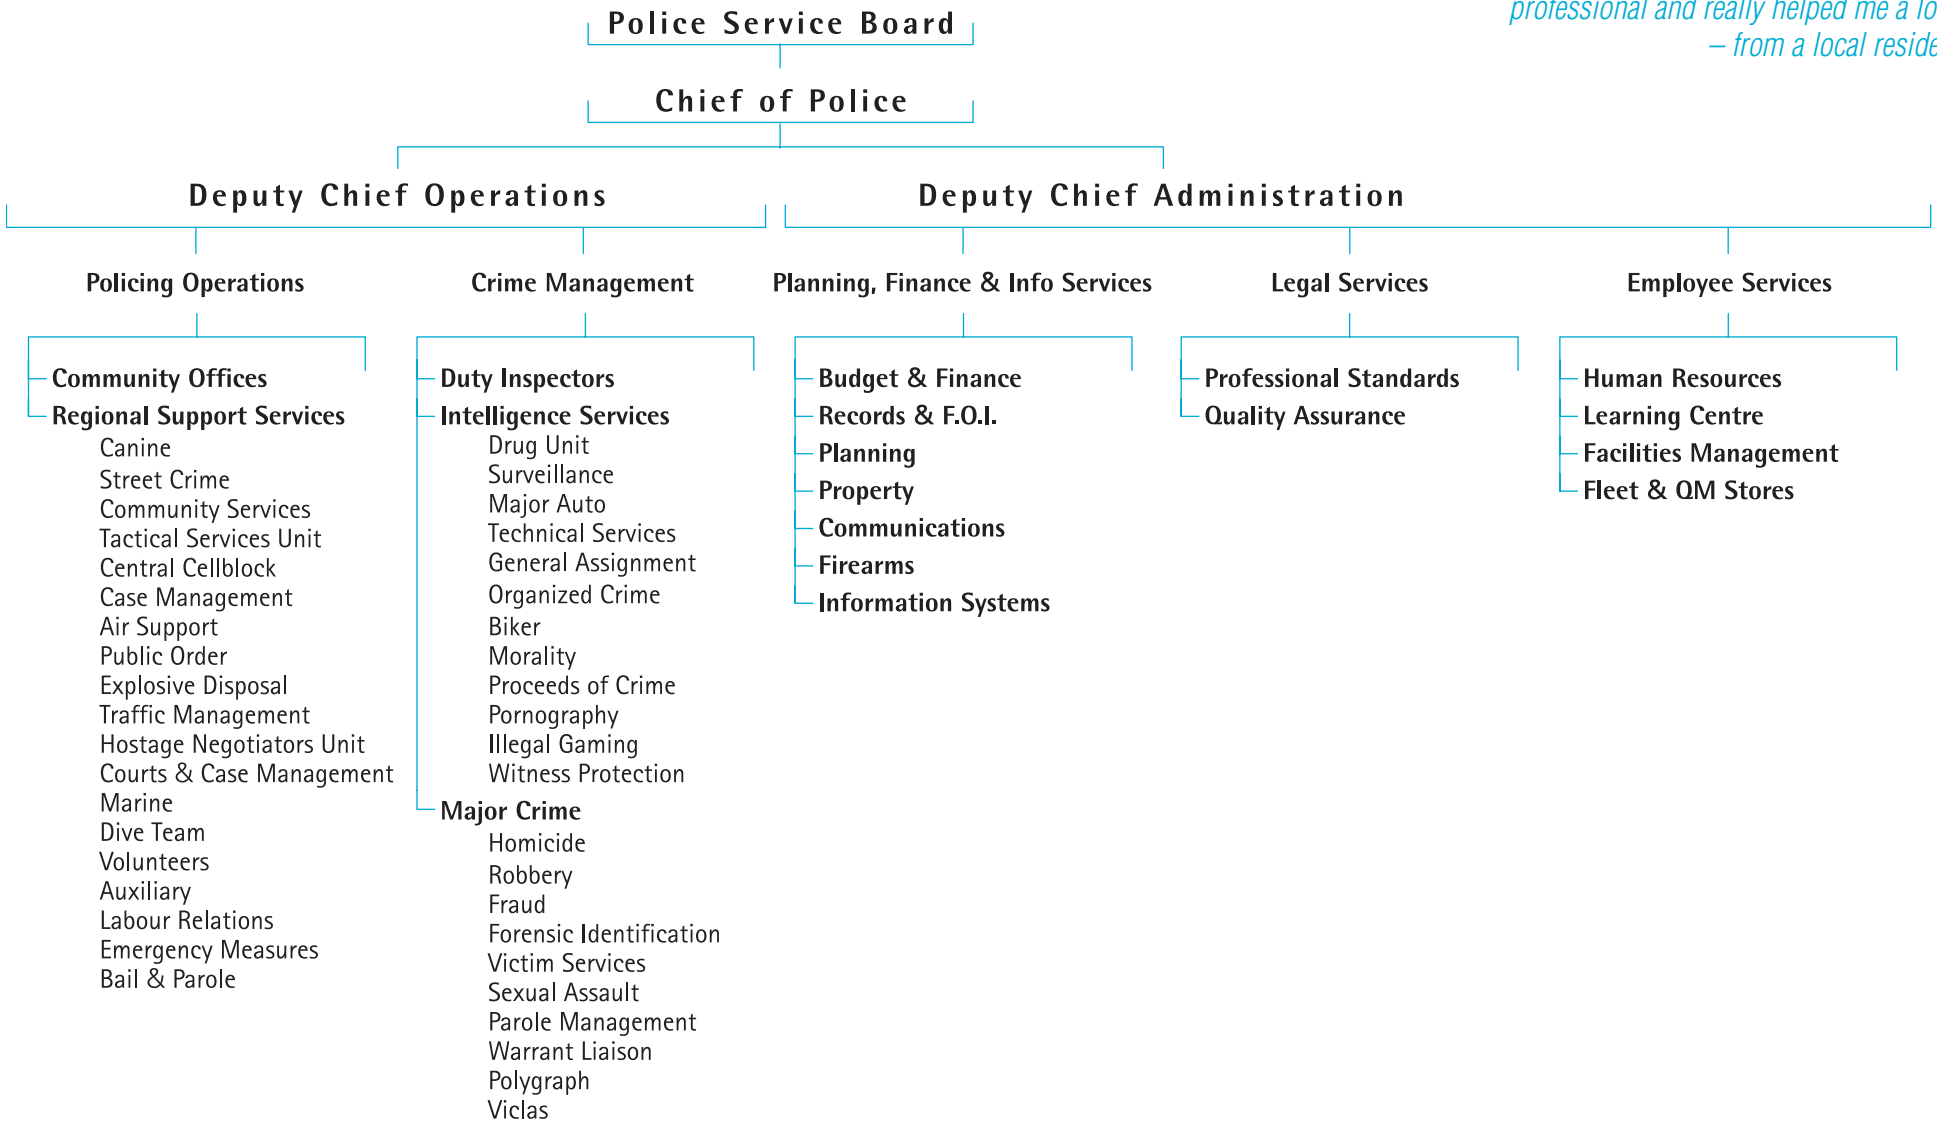 professional and really helped me a lo
– from a local reside
Police Service Board
Chief of Police
Deputy Chief Operations
Deputy Chief Administration
Policing Operations
Crime Management
Planning, Finance & Info Services
Legal Services
Employee Services
Community Offices
Regional Support Services
Canine
Street Crime
Community Services
Tactical Services Unit
Central Cellblock
Case Management
Air Support
Public Order
Explosive Disposal
Traffic Management
Hostage Negotiators Unit
Courts & Case Management
Marine
Dive Team
Volunteers
Auxiliary
Labour Relations
Emergency Measures
Bail & Parole
Duty Inspectors
Intelligence Services
Drug Unit
Surveillance
Major Auto
Technical Services
General Assignment
Organized Crime
Biker
Morality
Proceeds of Crime
Pornography
Illegal Gaming
Witness Protection
Major Crime
Homicide
Robbery
Fraud
Forensic Identification
Victim Services
Sexual Assault
Parole Management
Warrant Liaison
Polygraph
Viclas
Budget & Finance
Records & F.O.I.
Planning
Property
Communications
Firearms
Information Systems
Professional Standards
Quality Assurance
Human Resources
Learning Centre
Facilities Management
Fleet & QM Stores